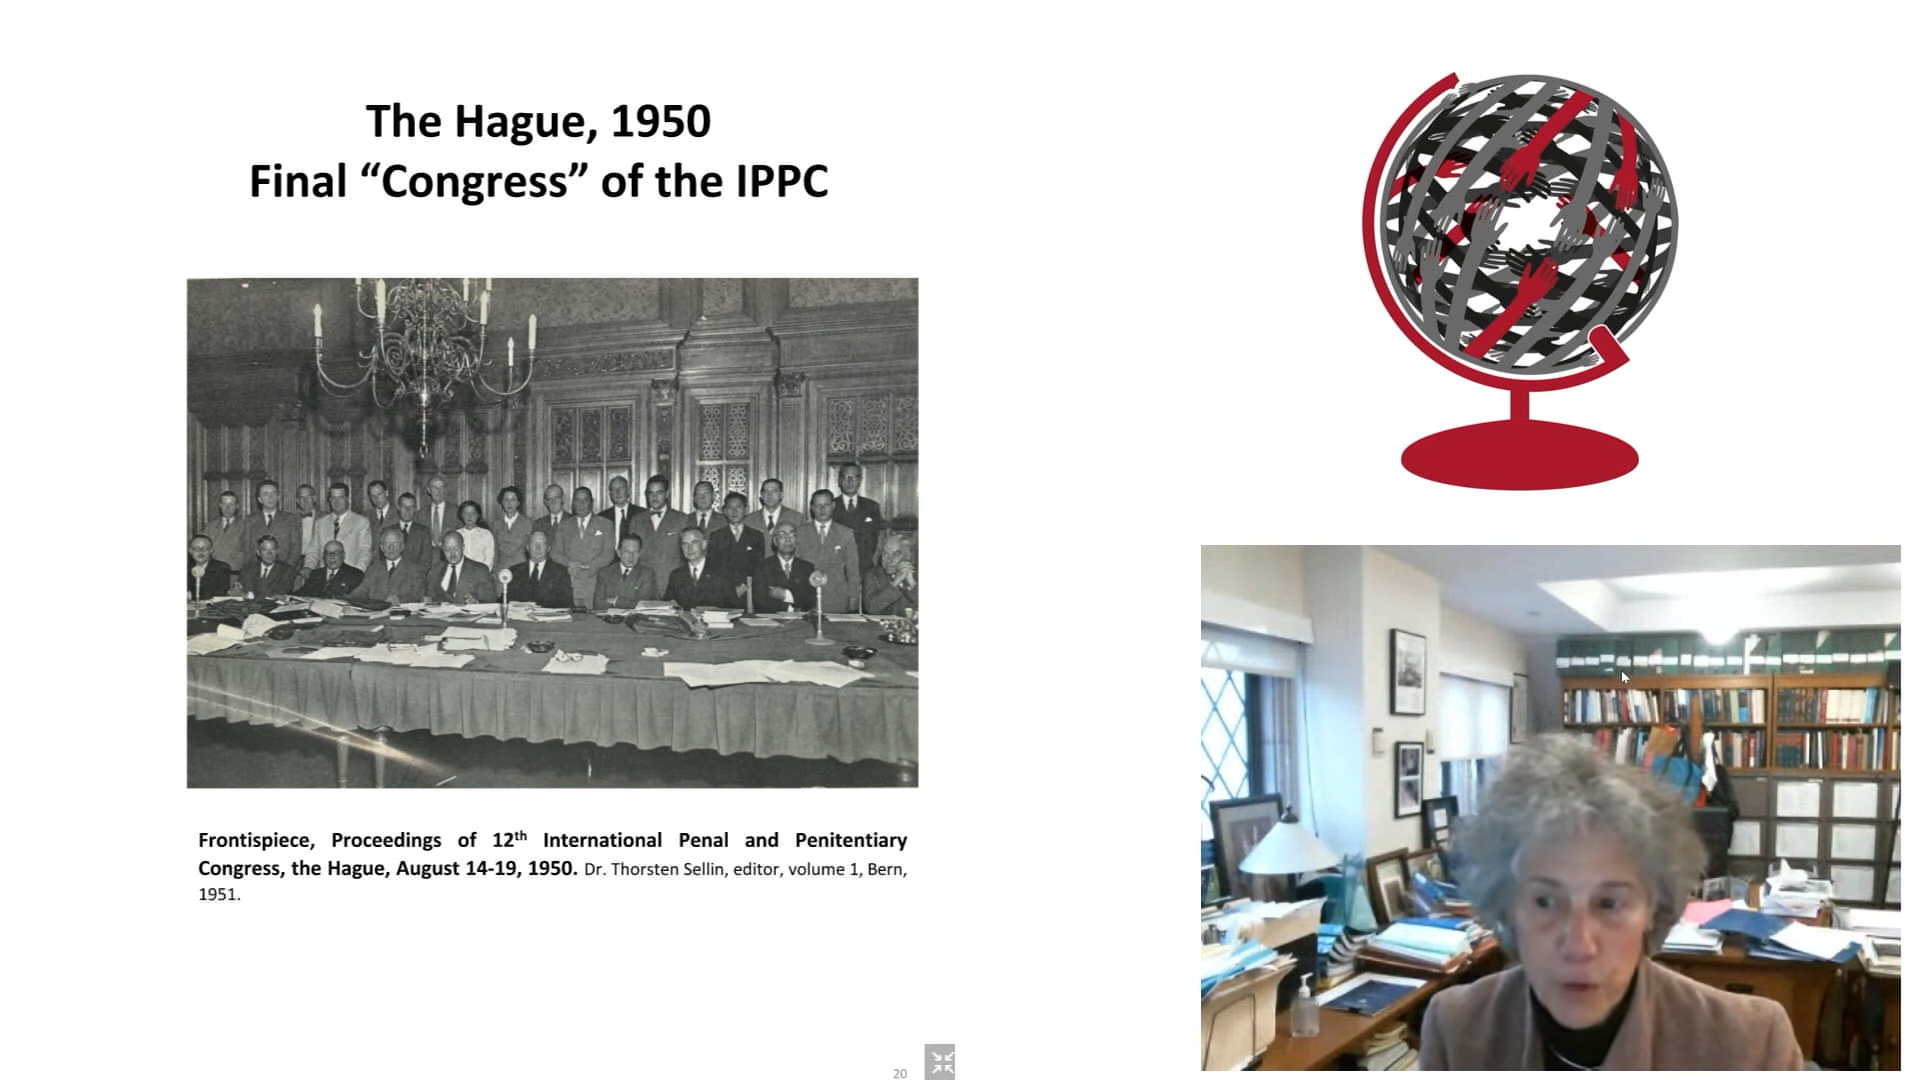 The Hague, 1950
Final “Congress” of the IPPC
Frontispiece, Proceedings of 12th International Penal and Penitentiary
Congress, the Hague, August 14-19, 1950. Dr. Thorsten Sellin, editor, volume 1, Bern,
1951.
20